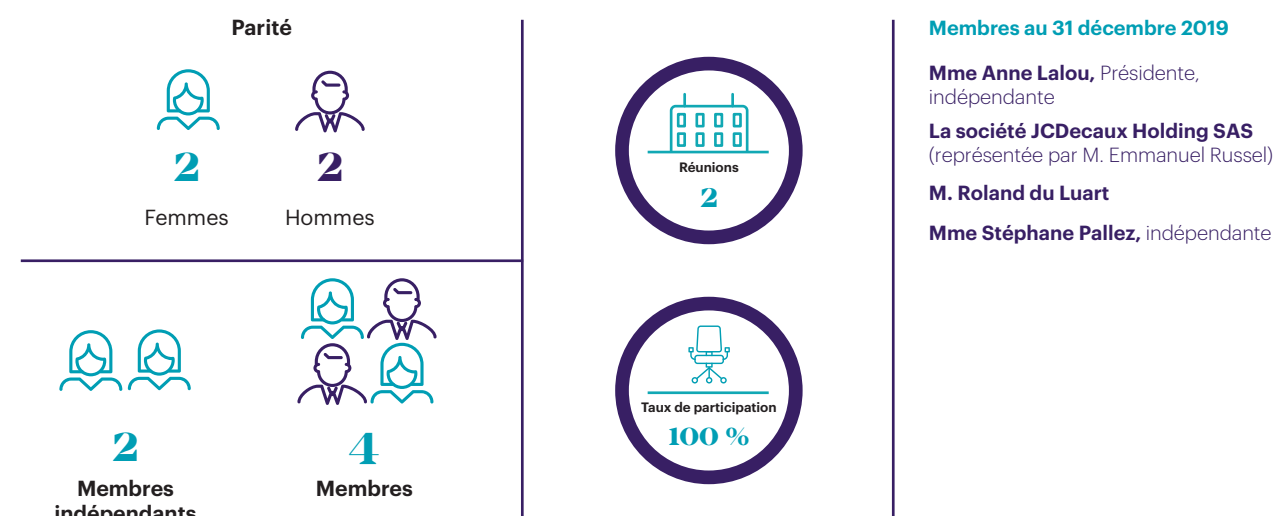 Parité
2
2
Femmes
Hommes
2
Membres
indépendants
4
Membres
Réunions
2
Taux de participation
100 %
Membres au 31 décembre 2019
Mme Anne Lalou, Présidente,
indépendante
La société JCDecaux Holding SAS
(représentée par M. Emmanuel Russel)
M. Roland du Luart
Mme Stéphane Pallez, indépendante